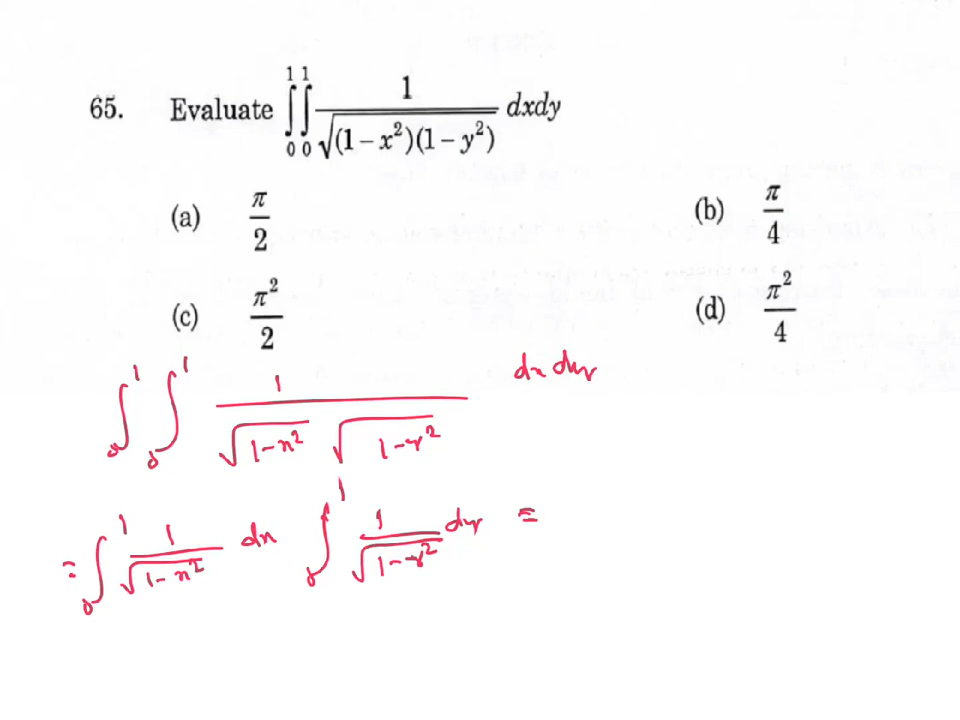 65. Evaluate ∫₀¹∫₀¹ 1/√((1 – x²)(1 – y²)) dxdy
(a) π/2 (b) π/4
(c) π²/2 (d) π²/4
∫₀¹ ∫₀¹ 1/(√(1-x²) √(1-y²)) dx dy
= ∫₀¹ 1/√(1-x²) dx ∫₀¹ 1/√(1-y²) dy =